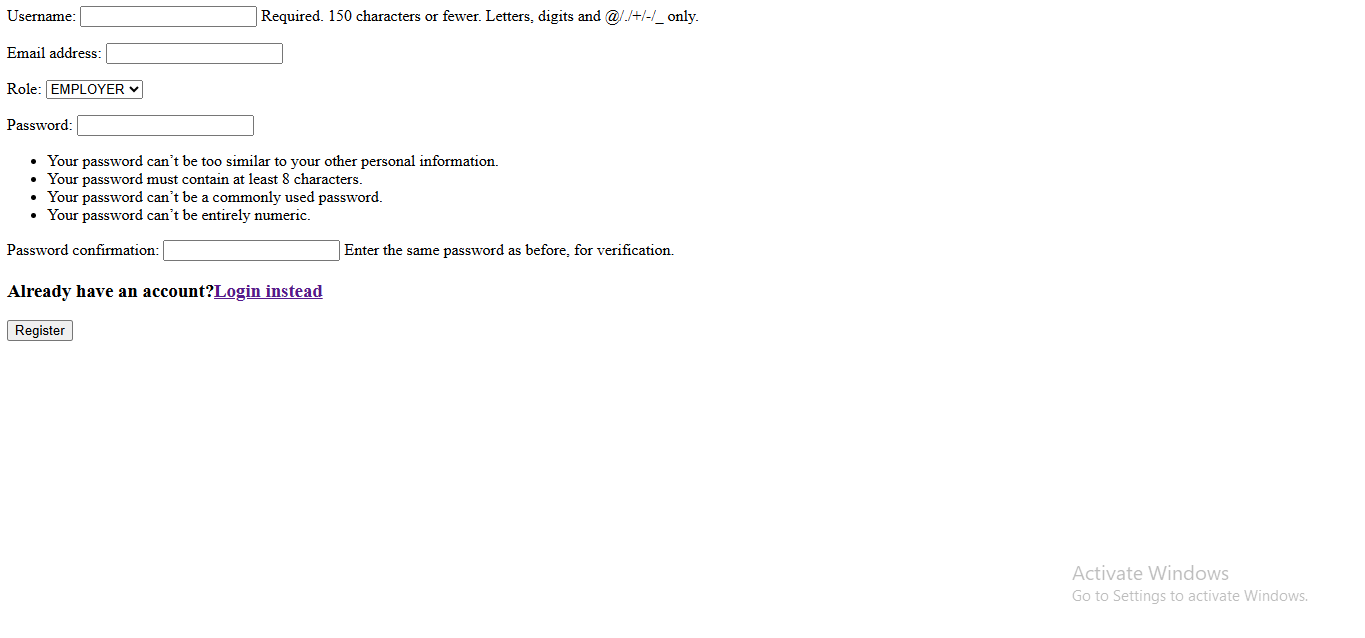 Username: Required. 150 characters or fewer. Letters, digits and @/./+/-/_ only.
Email address:
Role: EMPLOYER
Password:
• Your password can’t be too similar to your other personal information.
• Your password must contain at least 8 characters.
• Your password can’t be a commonly used password.
• Your password can’t be entirely numeric.
Password confirmation: Enter the same password as before, for verification.
Already have an account?Login instead
Register
Activate Windows
Go to Settings to activate Windows.